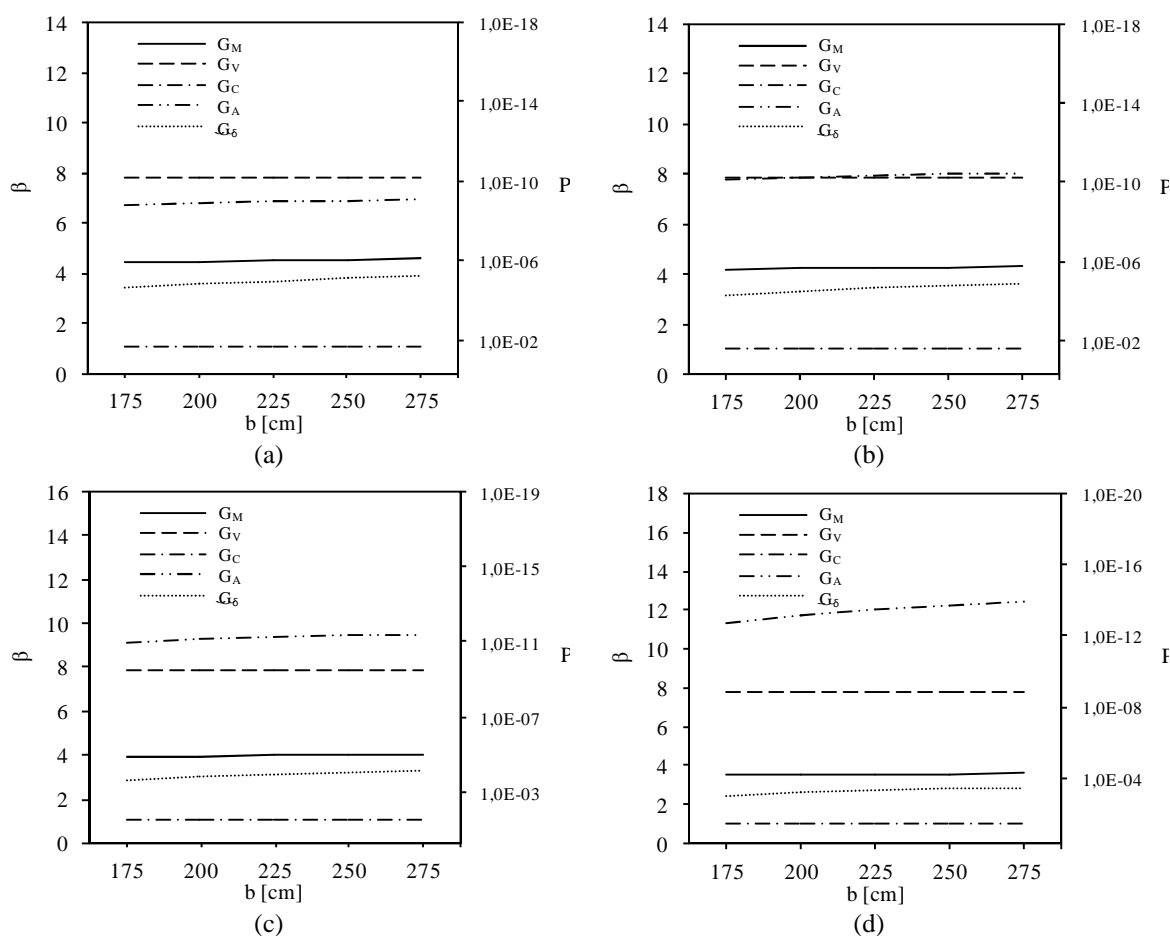 14
12
10
8
6
4
2
0
β
G_M
G_V
G_C
G_A
G_δ
1,0E-18
1,0E-14
1,0E-10
1,0E-06
1,0E-02
P
175 200 225 250 275
b [cm]
(a)
14
12
10
8
6
4
2
0
β
G_M
G_V
G_C
G_A
G_δ
1,0E-18
1,0E-14
1,0E-10
1,0E-06
1,0E-02
P
175 200 225 250 275
b [cm]
(b)
16
14
12
10
8
6
4
2
0
β
G_M
G_V
G_C
G_A
G_δ
1,0E-19
1,0E-15
1,0E-11
1,0E-07
1,0E-03
P
175 200 225 250 275
b [cm]
(c)
18
16
14
12
10
8
6
4
2
0
β
G_M
G_V
G_C
G_A
G_δ
1,0E-20
1,0E-16
1,0E-12
1,0E-08
1,0E-04
P
175 200 225 250 275
b [cm]
(d)